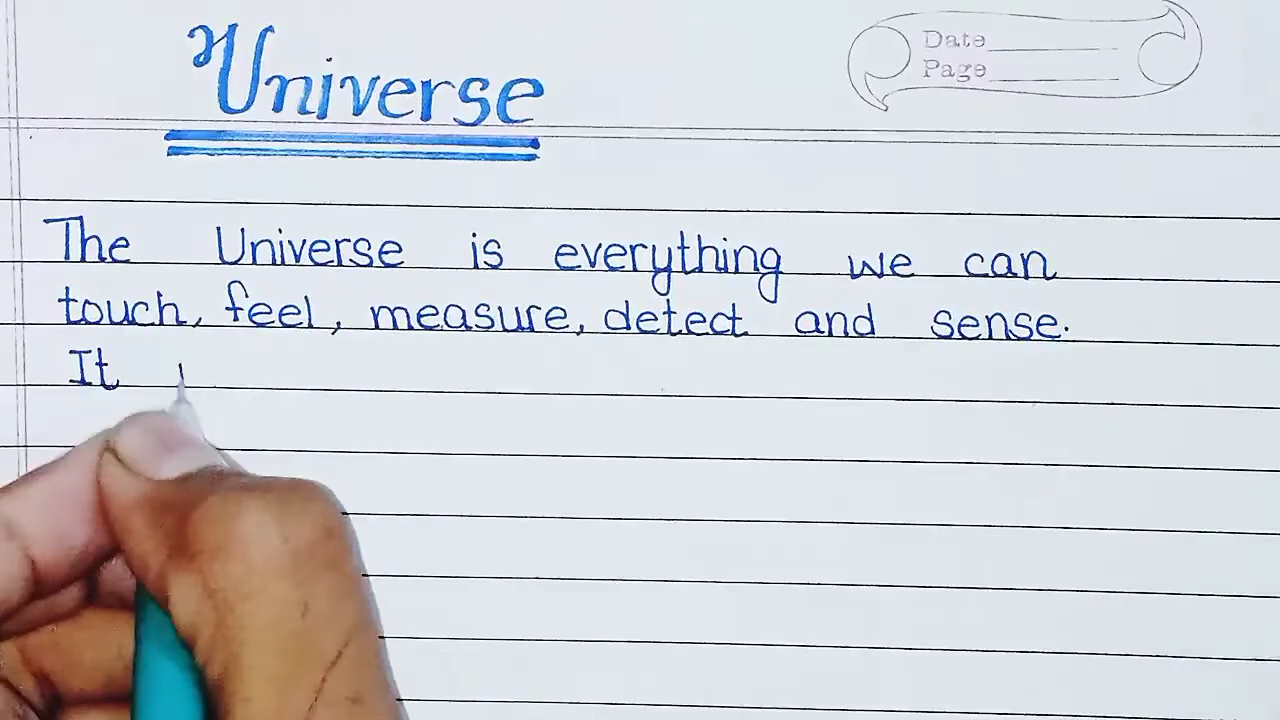 Universe
Date
Page
The Universe is everything we can
touch, feel, measure, detect and sense.
It